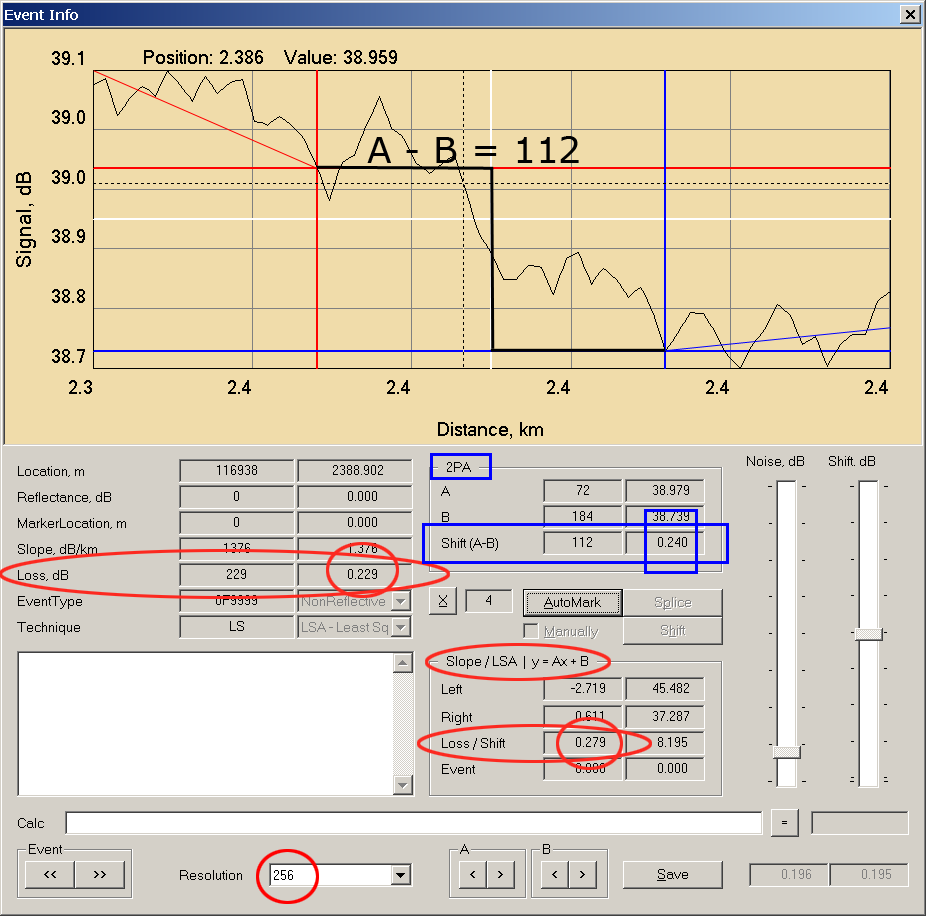 Event Info
39.1 Position: 2.386 Value: 38.959
39.0
A - B = 112
39.0
38.9
38.8
38.7
Signal, dB
2.3 2.4 2.4 2.4 2.4 2.4
Distance, km
Location, m 116938 2388.902
Reflectance, dB 0 0.000
MarkerLocation, m 0 0.000
Slope, dB/km 1376 1.376
Loss, dB 229 0.229
EventType 0F9999 NonReflective
Technique LS LSA - Least Sq
2PA
A 72 38.979
B 184 38.739
Shift (A-B) 112 0.240
X 4 AutoMark Splice
Manually Shift
Slope / LSA | y = Ax + B
Left -2.719 45.482
Right 0.611 37.287
Loss / Shift 0.279 8.195
Event 0.000
Noise, dB Shift. dB
Calc =
Event
<< >>
Resolution 256
A
< >
B
< >
Save 0.196 0.195